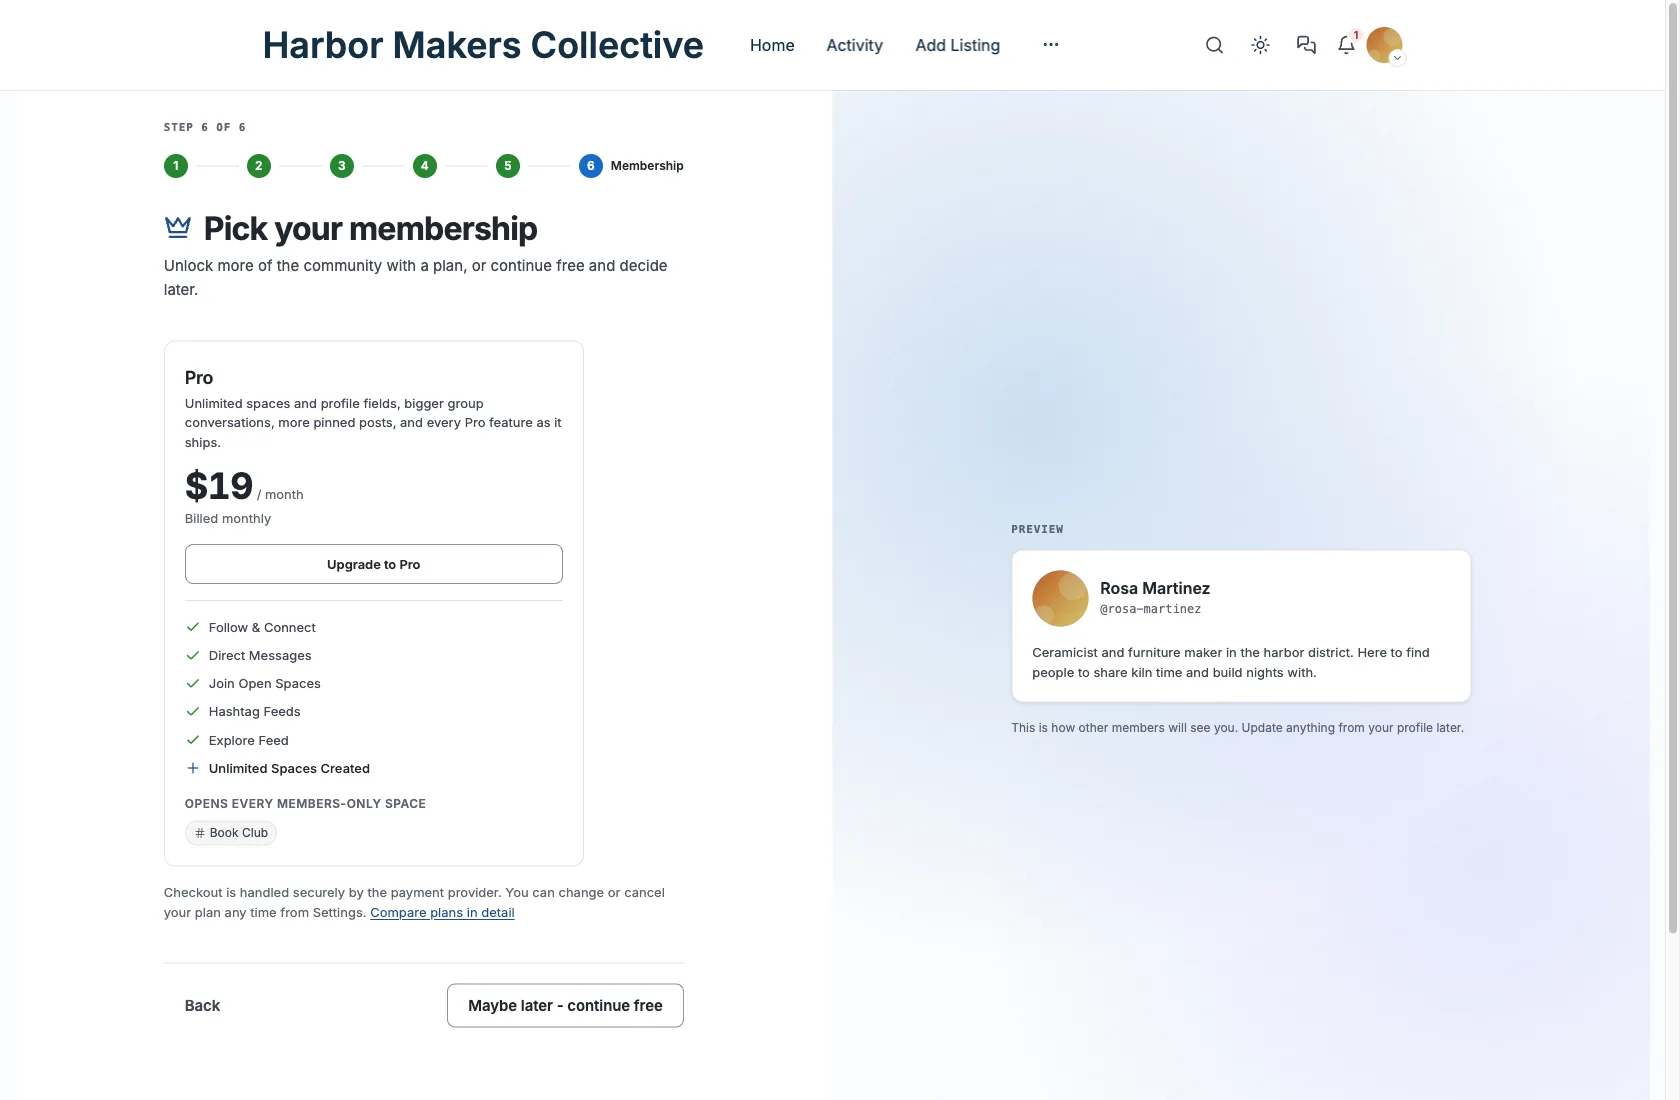 Harbor Makers Collective
Home
Activity
Add Listing
1
STEP 6 OF 6
1
2
3
4
5
6
Membership
Pick your membership
Unlock more of the community with a plan, or continue free and decide
later.
Pro
Unlimited spaces and profile fields, bigger group
conversations, more pinned posts, and every Pro feature as it
ships.
$19 / month
Billed monthly
Upgrade to Pro
Follow & Connect
Direct Messages
Join Open Spaces
Hashtag Feeds
Explore Feed
Unlimited Spaces Created
OPENS EVERY MEMBERS-ONLY SPACE
# Book Club
Checkout is handled securely by the payment provider. You can change or cancel
your plan any time from Settings. Compare plans in detail
Back
Maybe later - continue free
PREVIEW
Rosa Martinez
@rosa-martinez
Ceramicist and furniture maker in the harbor district. Here to find
people to share kiln time and build nights with.
This is how other members will see you. Update anything from your profile later.